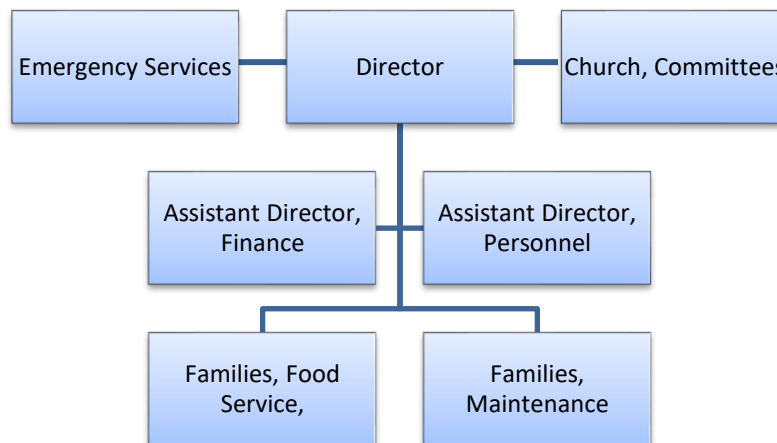 Emergency Services
Director
Church, Committees
Assistant Director,
Finance
Assistant Director,
Personnel
Families, Food
Service,
Families,
Maintenance